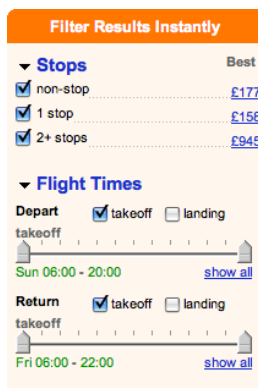 Filter Results Instantly
Stops Best
non-stop £177
1 stop £158
2+ stops £945
Flight Times
Depart takeoff landing
takeoff
Sun 06:00 - 20:00 show all
Return takeoff landing
takeoff
Fri 06:00 - 22:00 show all